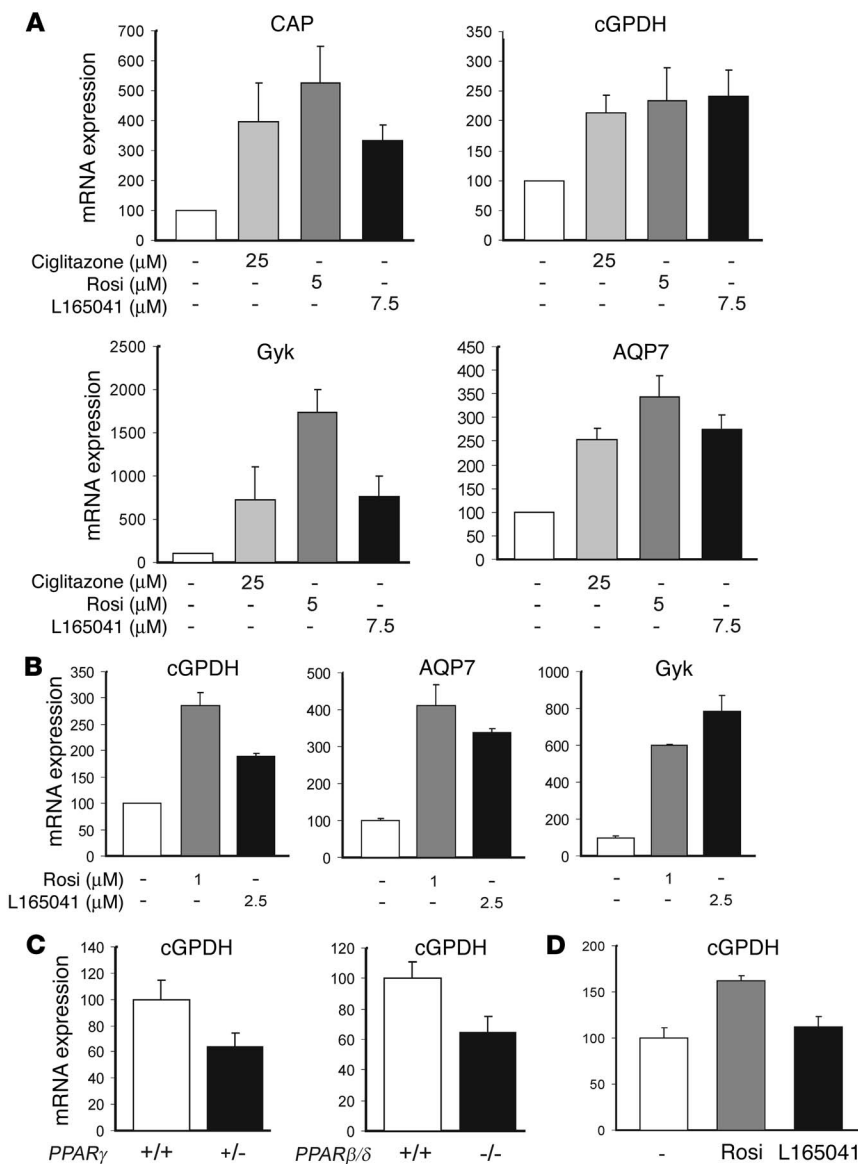 A
CAP
cGPDH
mRNA expression
700
600
500
400
300
200
100
0
350
300
250
200
150
100
50
0
Ciglitazone (μM) - 25 - - - 25 - -
Rosi (μM) - - 5 - - - 5 -
L165041 (μM) - - - 7.5 - - - 7.5
Gyk
AQP7
mRNA expression
2500
2000
1500
1000
500
0
450
400
350
300
250
200
150
100
50
0
Ciglitazone (μM) - 25 - - - 25 - -
Rosi (μM) - - 5 - - - 5 -
L165041 (μM) - - - 7.5 - - - 7.5
B
cGPDH
AQP7
Gyk
mRNA expression
350
300
250
200
150
100
50
0
500
400
300
200
100
0
1000
800
600
400
200
0
Rosi (μM) - 1 - - 1 - - 1 -
L165041 (μM) - - 2.5 - - 2.5 - - 2.5
C
cGPDH
cGPDH
mRNA expression
140
120
100
80
60
40
20
0
120
100
80
60
40
20
0
PPARγ +/+ +/-
PPARβ/δ +/+ -/-
D
cGPDH
200
150
100
50
0
- Rosi L165041